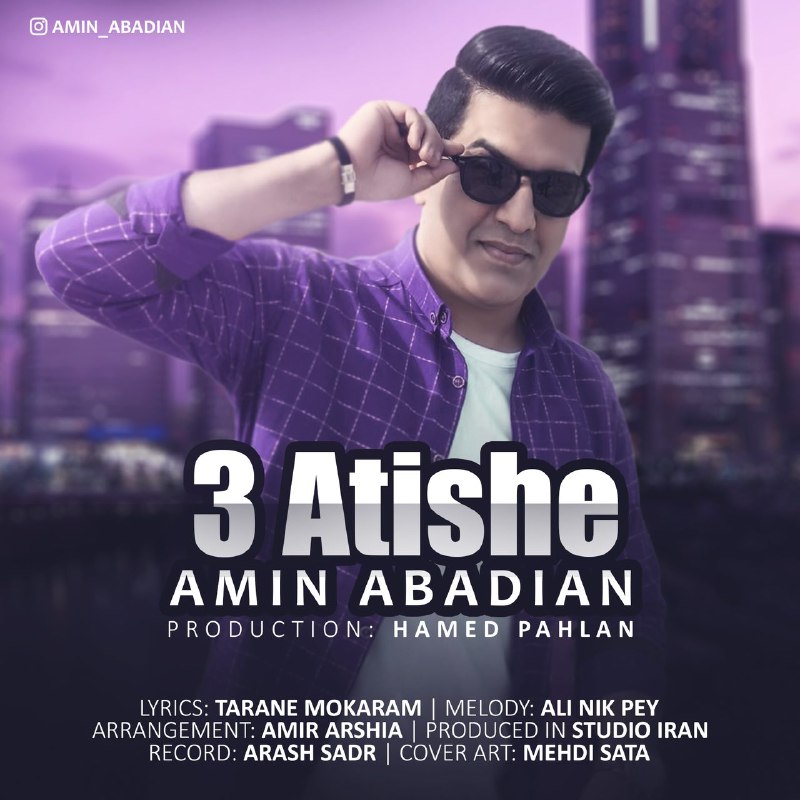 AMIN_ABADIAN
3 Atishe
AMIN ABADIAN
PRODUCTION: HAMED PAHLAN
LYRICS: TARANE MOKARAM | MELODY: ALI NIK PEY
ARRANGEMENT: AMIR ARSHIA | PRODUCED IN STUDIO IRAN
RECORD: ARASH SADR | COVER ART: MEHDI SATA